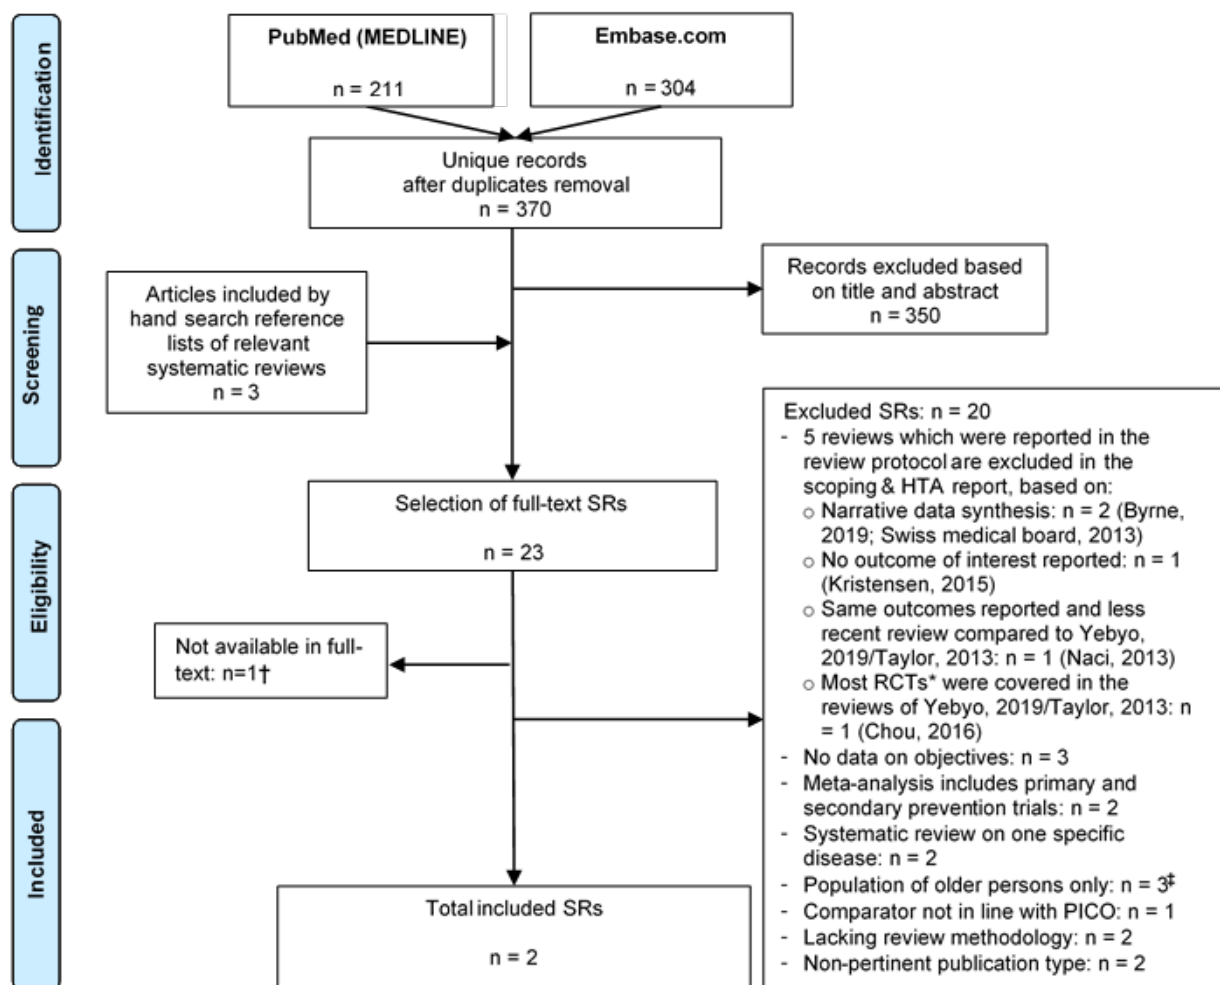 Identification
PubMed (MEDLINE)
n = 211
Embase.com
n = 304
Unique records
after duplicates removal
n = 370
Screening
Records excluded based
on title and abstract
n = 350
Articles included by
hand search reference
lists of relevant
systematic reviews
n = 3
Eligibility
Selection of full-text SRs
n = 23
Not available in full-
text: n=1†
Excluded SRs: n = 20
- 5 reviews which were reported in the
review protocol are excluded in the
scoping & HTA report, based on:
o Narrative data synthesis: n = 2 (Byrne,
2019; Swiss medical board, 2013)
o No outcome of interest reported: n = 1
(Kristensen, 2015)
o Same outcomes reported and less
recent review compared to Yebyo,
2019/Taylor, 2013: n = 1 (Naci, 2013)
o Most RCTs* were covered in the
reviews of Yebyo, 2019/Taylor, 2013: n
= 1 (Chou, 2016)
- No data on objectives: n = 3
- Meta-analysis includes primary and
secondary prevention trials: n = 2
- Systematic review on one specific
disease: n = 2
- Population of older persons only: n = 3‡
- Comparator not in line with PICO: n = 1
- Lacking review methodology: n = 2
- Non-pertinent publication type: n = 2
Included
Total included SRs
n = 2